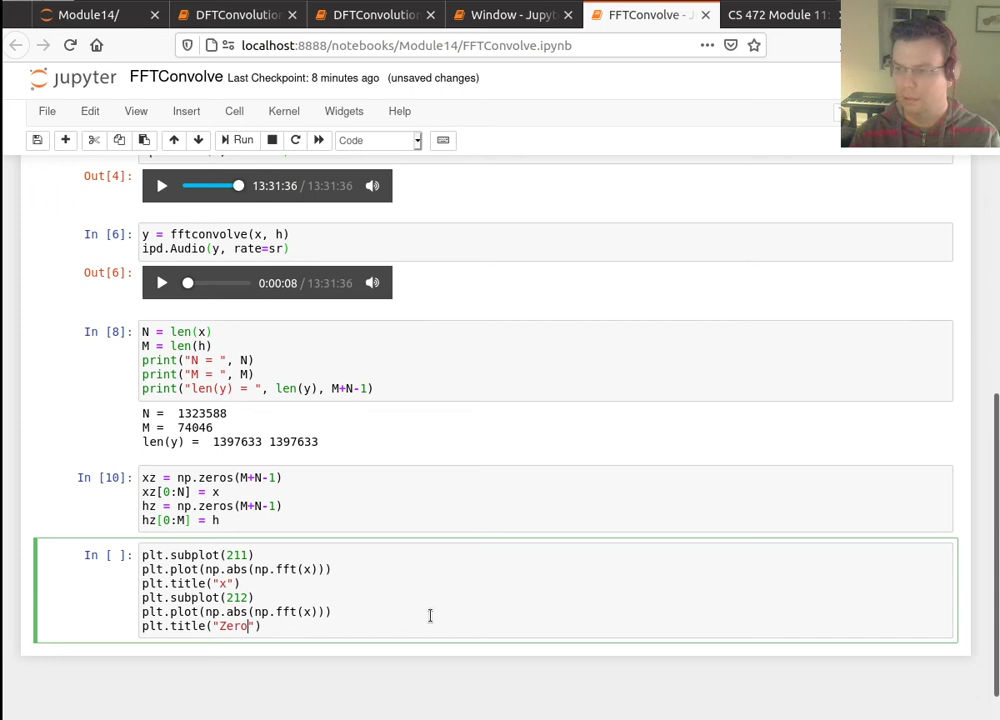 Module14/
DFTConvolution
DFTConvolution
Window - Jupyt
FFTConvolve - J
CS 472 Module 11:
localhost:8888/notebooks/Module14/FFTConvolve.ipynb
jupyter FFTConvolve Last Checkpoint: 8 minutes ago (unsaved changes)
File Edit View Insert Cell Kernel Widgets Help
Run
Code
Out[4]:
13:31:36 / 13:31:36
In [6]:
y = fftconvolve(x, h)
ipd.Audio(y, rate=sr)
Out[6]:
0:00:08 / 13:31:36
In [8]:
N = len(x)
M = len(h)
print("N = ", N)
print("M = ", M)
print("len(y) = ", len(y), M+N-1)
N =  1323588
M =  74046
len(y) =  1397633 1397633
In [10]:
xz = np.zeros(M+N-1)
xz[0:N] = x
hz = np.zeros(M+N-1)
hz[0:M] = h
In [ ]:
plt.subplot(211)
plt.plot(np.abs(np.fft(x)))
plt.title("x")
plt.subplot(212)
plt.plot(np.abs(np.fft(x)))
plt.title("Zero")